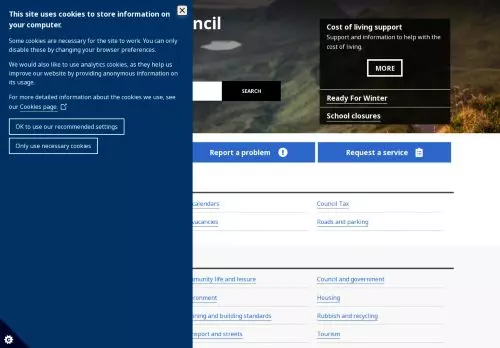 This site uses cookies to store information on your computer.
Some cookies are necessary for the site to work. You can only disable these by changing your browser preferences.
We would also like to use analytics cookies, as they help us improve our website by providing anonymous information on its usage.
For more detailed information about the cookies we use, see our Cookies page.
OK to use our recommended settings
Only use necessary cookies
Cost of living support
Support and information to help with the cost of living.
MORE
Ready For Winter
School closures
SEARCH
Report a problem
Request a service
calendars
Council Tax
vacancies
Roads and parking
munity life and leisure
Council and government
ronment
Housing
ning and building standards
Rubbish and recycling
sport and streets
Tourism